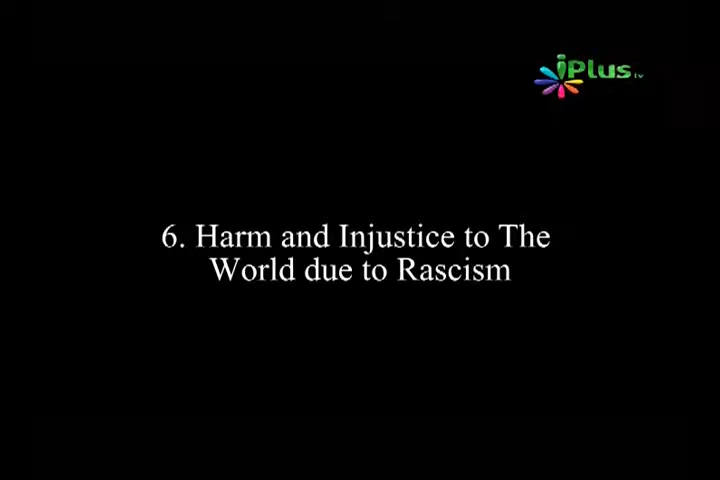 iPlus tv
6. Harm and Injustice to The
World due to Rascism